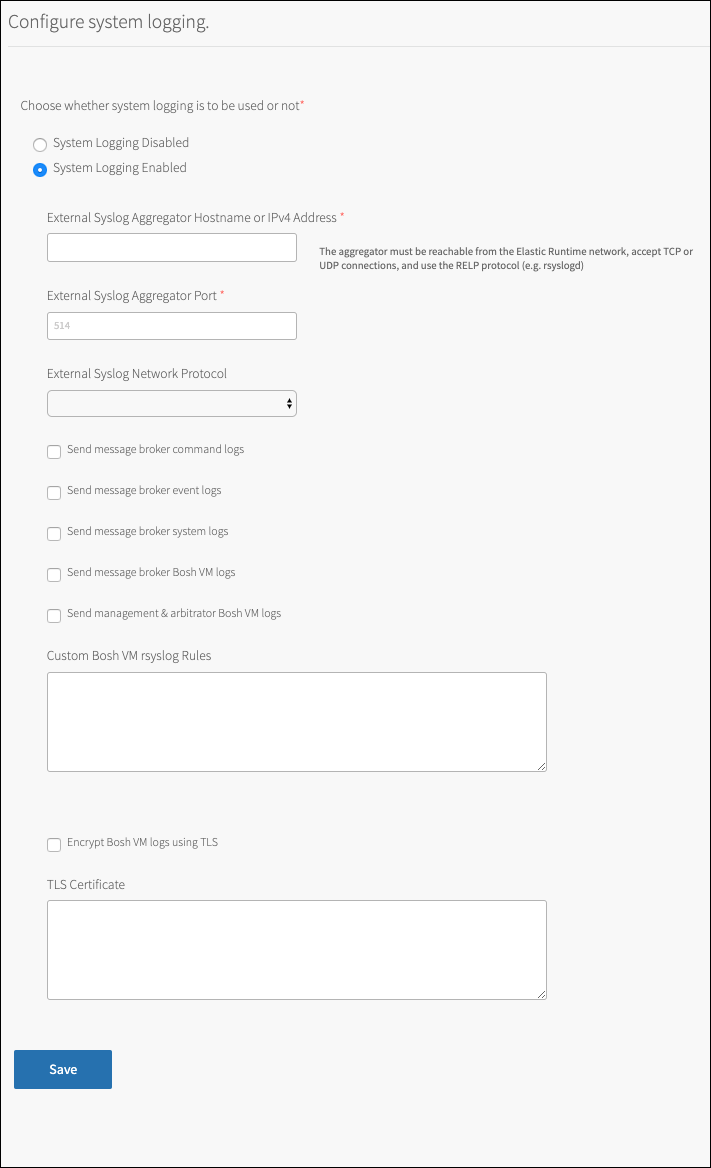 Configure system logging.
Choose whether system logging is to be used or not*
System Logging Disabled
System Logging Enabled
External Syslog Aggregator Hostname or IPv4 Address *
The aggregator must be reachable from the Elastic Runtime network, accept TCP or
UDP connections, and use the RELP protocol (e.g. rsyslogd)
External Syslog Aggregator Port *
514
External Syslog Network Protocol
Send message broker command logs
Send message broker event logs
Send message broker system logs
Send message broker Bosh VM logs
Send management & arbitrator Bosh VM logs
Custom Bosh VM rsyslog Rules
Encrypt Bosh VM logs using TLS
TLS Certificate
Save